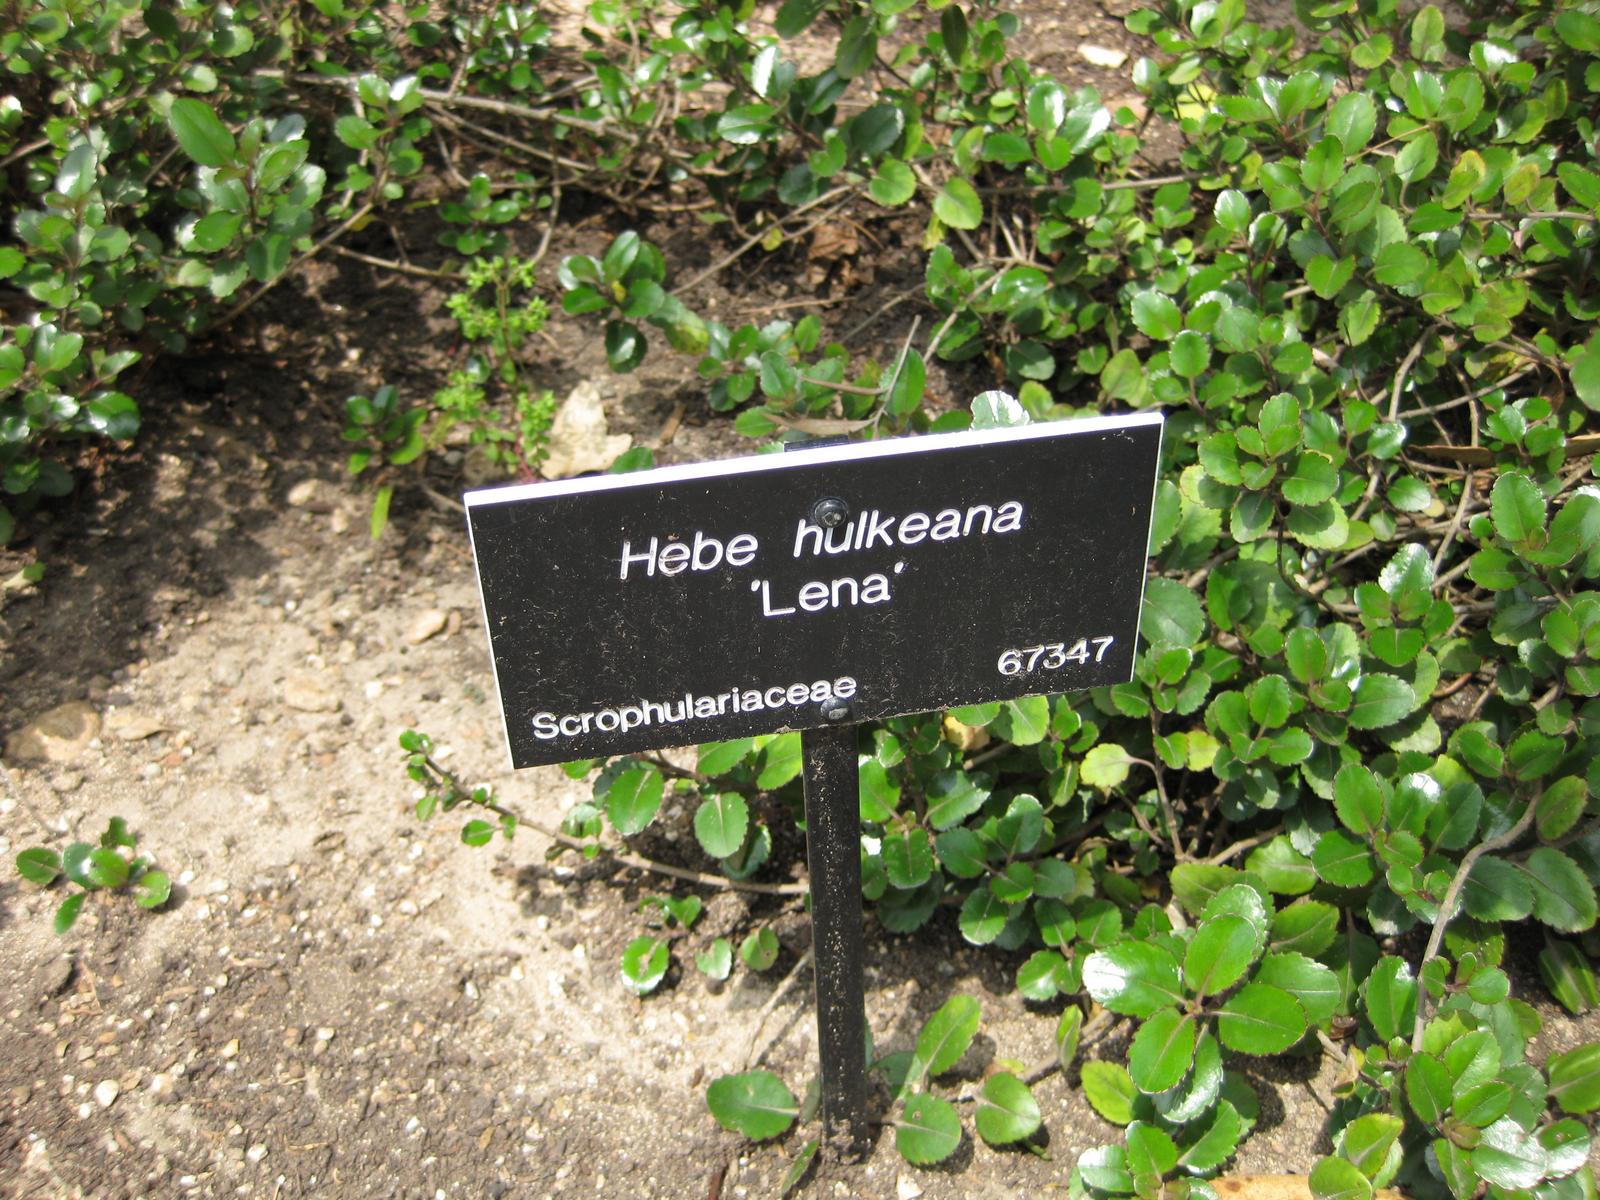 Hebe hulkeana
'Lena'
67347
Scrophulariaceae